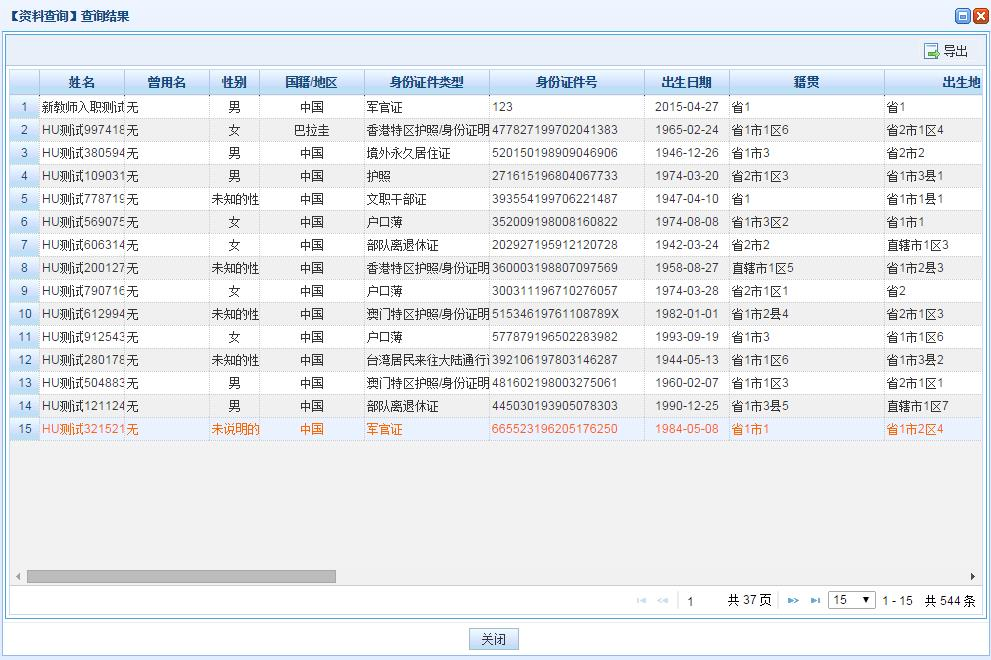 【资料查询】查询结果
导出
姓名 曾用名 性别 国籍/地区 身份证件类型 身份证件号 出生日期 籍贯 出生地
1 新教师入职测试 无 男 中国 军官证 123 2015-04-27 省1 省1
2 HU测试997418 无 女 巴拉圭 香港特区护照/身份证明 477827199702041383 1965-02-24 省1市1区6 省2市1区4
3 HU测试380594 无 男 中国 境外永久居住证 520150198909046906 1946-12-26 省1市3 省2市2
4 HU测试109031 无 男 中国 护照 271615196804067733 1974-03-20 省2市1区3 省1市3县1
5 HU测试778719 无 未知的性 中国 文职干部证 393554199706221487 1947-04-10 省1 省1市1县1
6 HU测试569075 无 女 中国 户口薄 352009198008160822 1974-08-08 省1市3区2 省1市1
7 HU测试606314 无 女 中国 部队离退休证 202927195912120728 1942-03-24 省2市2 直辖市1区3
8 HU测试200127 无 未知的性 中国 香港特区护照/身份证明 360003198807097569 1958-08-27 直辖市1区5 省1市2县3
9 HU测试790716 无 女 中国 户口薄 300311196710276057 1974-03-28 省2市1区1 省2
10 HU测试612994 无 未知的性 中国 澳门特区护照/身份证明 51534619761108789X 1982-01-01 省1市2县4 省2市1区3
11 HU测试912543 无 女 中国 户口薄 577879196502283982 1993-09-19 省1市3 省1市1区6
12 HU测试280178 无 未知的性 中国 台湾居民来往大陆通行 392106197803146287 1944-05-13 省1市1区6 省1市3县2
13 HU测试504883 无 男 中国 澳门特区护照/身份证明 481602198003275061 1960-02-07 省1市1区3 省2市1区1
14 HU测试121124 无 男 中国 部队离退休证 445030193905078303 1990-12-25 省1市3县5 直辖市1区7
15 HU测试321521 无 未说明的 中国 军官证 665523196205176250 1984-05-08 省1市1 省1市2区4
1 共 37 页 15 1 - 15 共 544 条
关闭